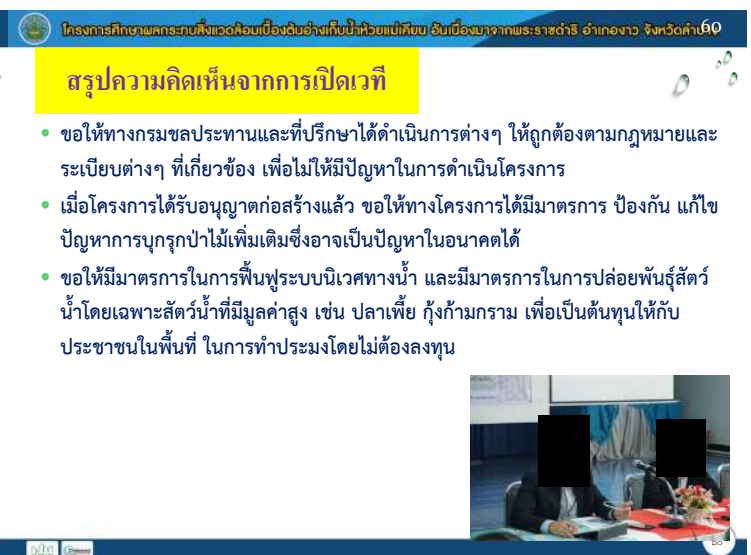 โครงการศึกษาผลกระทบสิ่งแวดล้อมเบื้องต้นอ่างเก็บน้ำห้วยแม่เคียน อันเนื่องมาจากพระราชดำริ อำเภองาว จังหวัดลำปาง 60
สรุปความคิดเห็นจากการเปิดเวที
• ขอให้ทางกรมชลประทานและที่ปรึกษาได้ดำเนินการต่างๆ ให้ถูกต้องตามกฎหมายและ
ระเบียบต่างๆ ที่เกี่ยวข้อง เพื่อไม่ให้มีปัญหาในการดำเนินโครงการ
• เมื่อโครงการได้รับอนุญาตก่อสร้างแล้ว ขอให้ทางโครงการได้มีมาตรการ ป้องกัน แก้ไข
ปัญหาการบุกรุกป่าไม้เพิ่มเติมซึ่งอาจเป็นปัญหาในอนาคตได้
• ขอให้มีมาตรการในการฟื้นฟูระบบนิเวศทางน้ำ และมีมาตรการในการปล่อยพันธุ์สัตว์
น้ำโดยเฉพาะสัตว์น้ำที่มีมูลค่าสูง เช่น ปลาเพี้ย กุ้งก้ามกราม เพื่อเป็นต้นทุนให้กับ
ประชาชนในพื้นที่ ในการทำประมงโดยไม่ต้องลงทุน